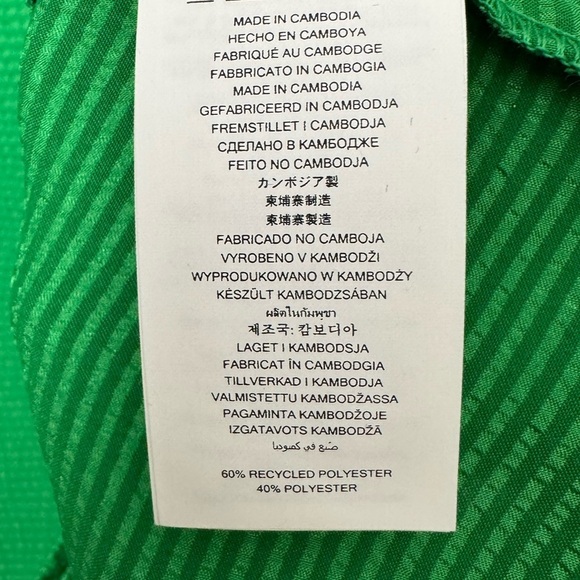 MADE IN CAMBODIA
HECHO EN CAMBOYA
FABRIQUÉ AU CAMBODGE
FABBRICATO IN CAMBOGIA
MADE IN CAMBODIA
GEFABRICEERD IN CAMBODJA
FREMSTILLET I CAMBODJA
СДЕЛАНО В КАМБОДЖЕ
FEITO NO CAMBODJA
カンボジア製
柬埔寨制造
柬埔寨製造
FABRICADO NO CAMBOJA
VYROBENO V KAMBODŽI
WYPRODUKOWANO W KAMBODŻY
KÉSZÜLT KAMBODZSÁBAN
ผลิตในกัมพูชา
제조국: 캄보디아
LAGET I KAMBODSJA
FABRICAT ÎN CAMBODGIA
TILLVERKAD I KAMBODJA
VALMISTETTU KAMBODŽASSA
PAGAMINTA KAMBODŽOJE
IZGATAVOTS KAMBODŽĀ
صُنع في كمبوديا
60% RECYCLED POLYESTER
40% POLYESTER